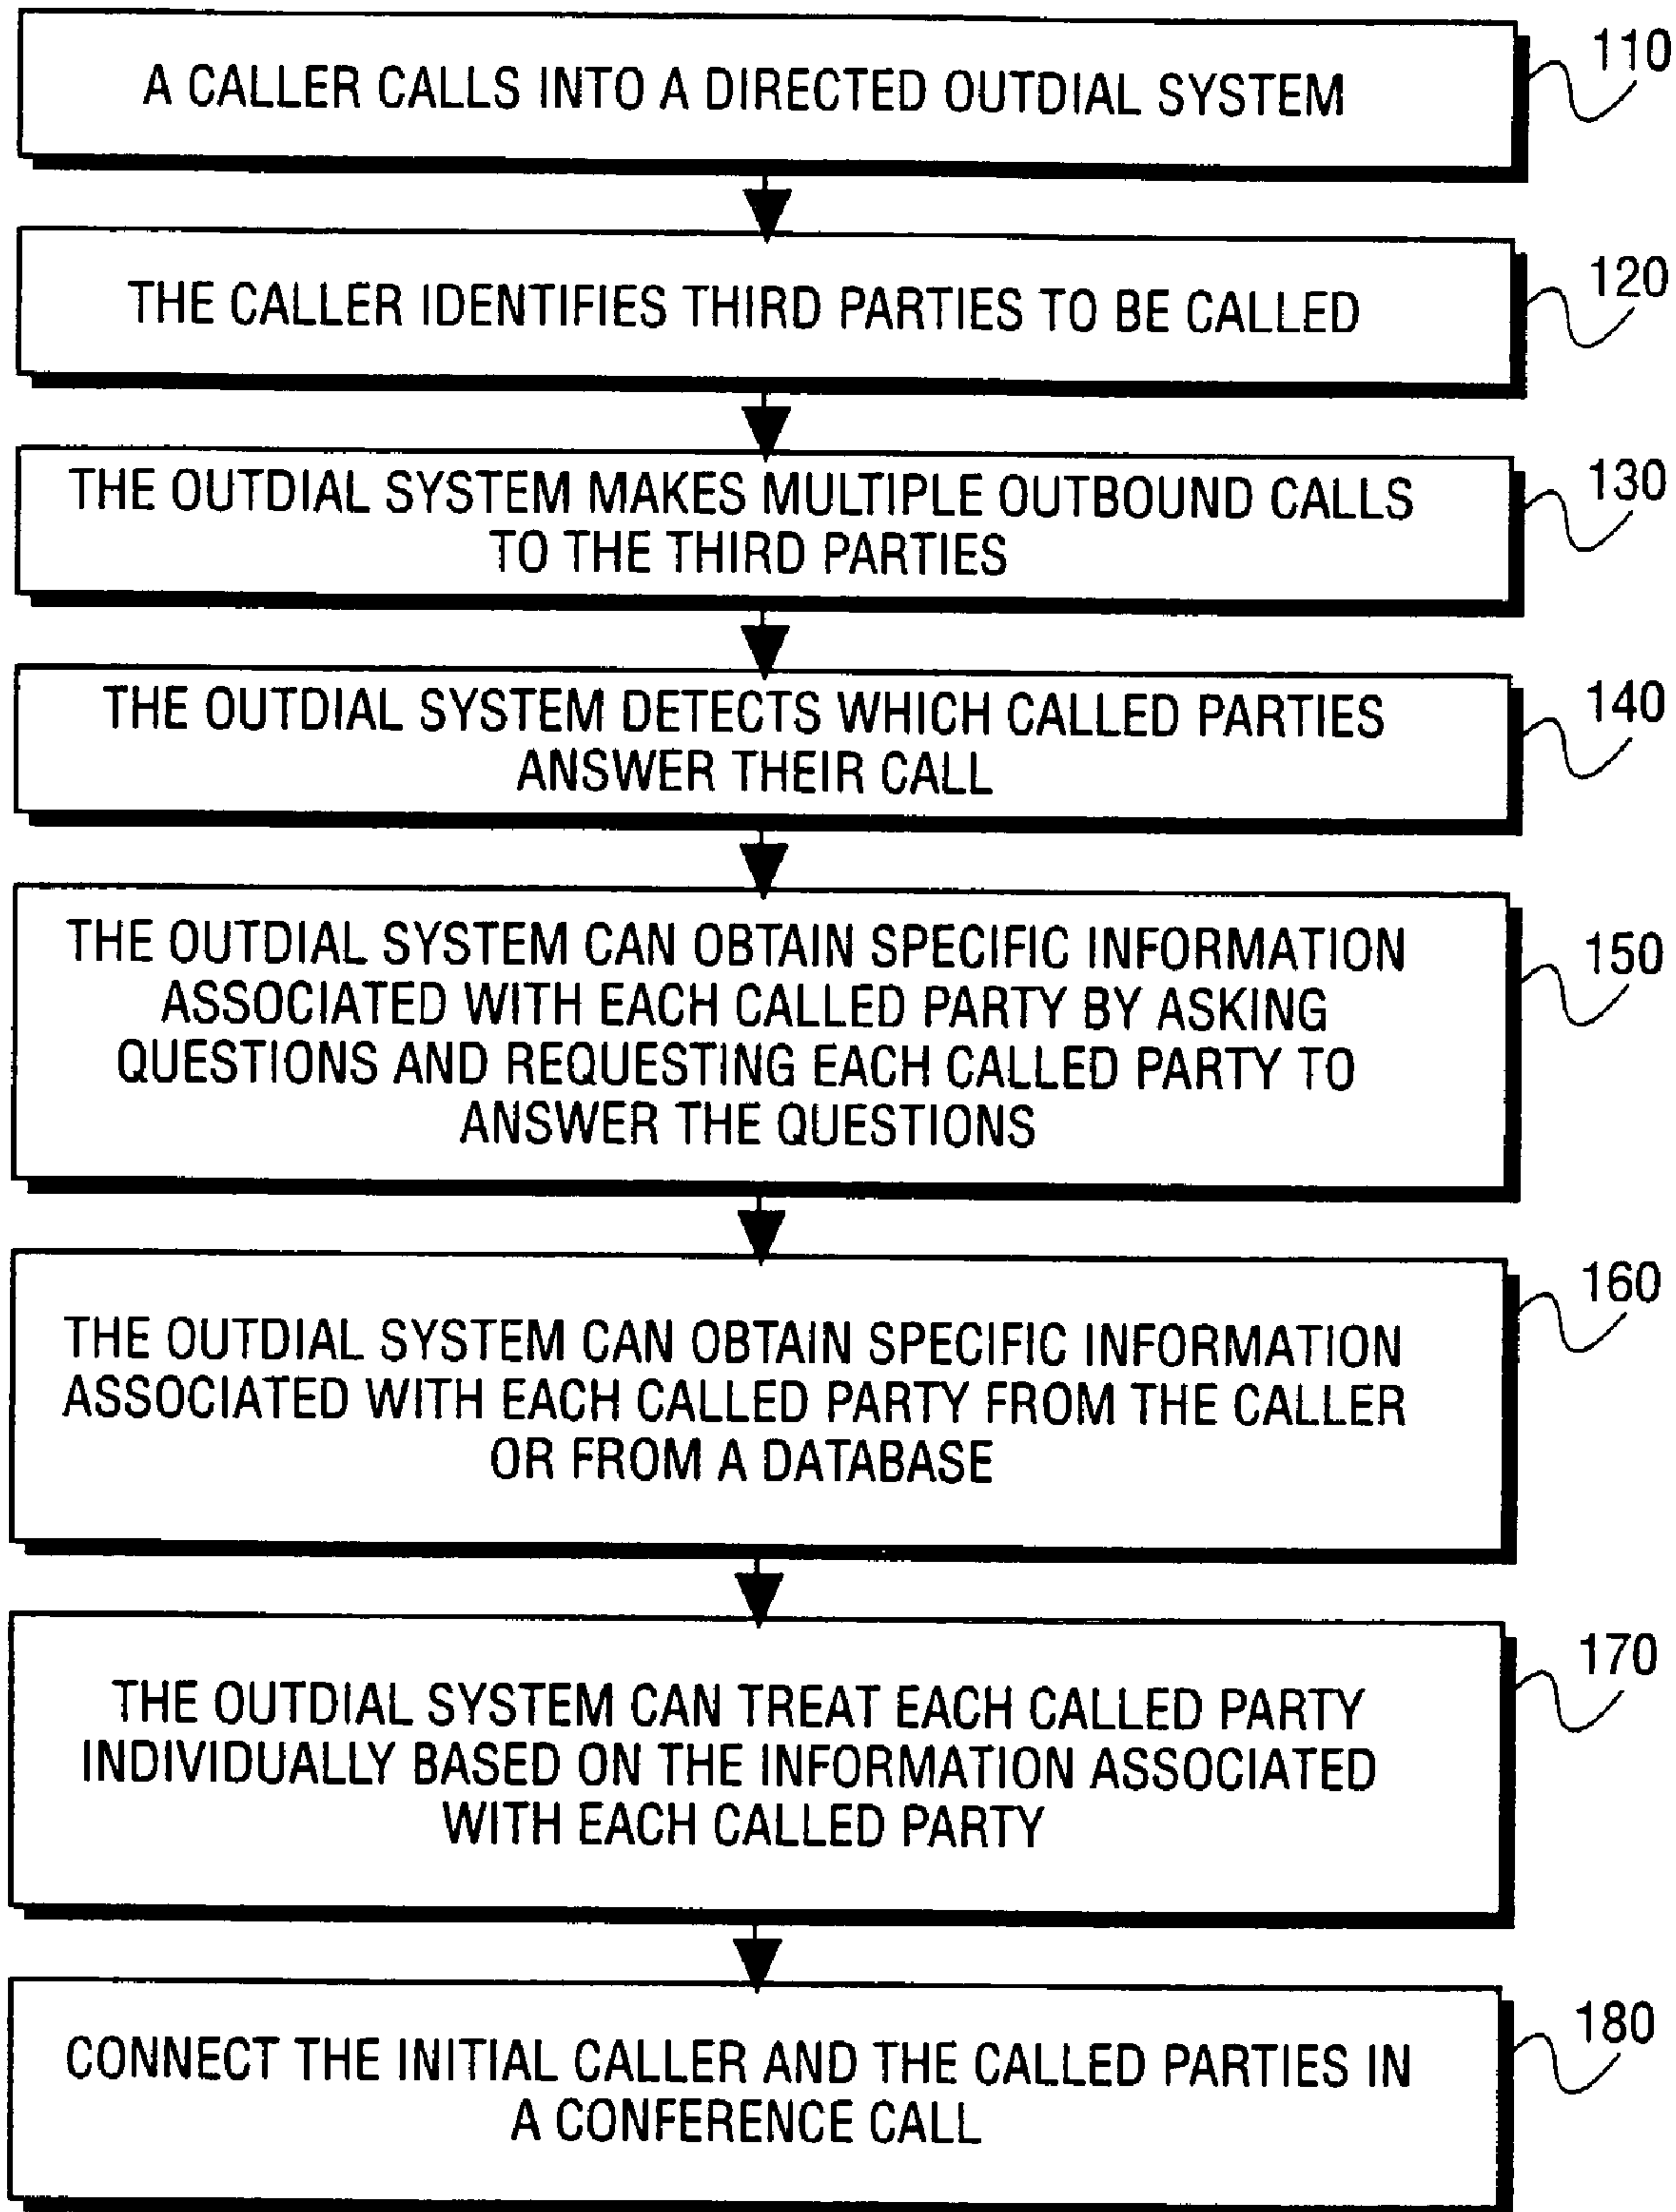 A CALLER CALLS INTO A DIRECTED OUTDIAL SYSTEM
110
THE CALLER IDENTIFIES THIRD PARTIES TO BE CALLED
120
THE OUTDIAL SYSTEM MAKES MULTIPLE OUTBOUND CALLS
TO THE THIRD PARTIES
130
THE OUTDIAL SYSTEM DETECTS WHICH CALLED PARTIES
ANSWER THEIR CALL
140
THE OUTDIAL SYSTEM CAN OBTAIN SPECIFIC INFORMATION
ASSOCIATED WITH EACH CALLED PARTY BY ASKING
QUESTIONS AND REQUESTING EACH CALLED PARTY TO
ANSWER THE QUESTIONS
150
THE OUTDIAL SYSTEM CAN OBTAIN SPECIFIC INFORMATION
ASSOCIATED WITH EACH CALLED PARTY FROM THE CALLER
OR FROM A DATABASE
160
THE OUTDIAL SYSTEM CAN TREAT EACH CALLED PARTY
INDIVIDUALLY BASED ON THE INFORMATION ASSOCIATED
WITH EACH CALLED PARTY
170
CONNECT THE INITIAL CALLER AND THE CALLED PARTIES IN
A CONFERENCE CALL
180